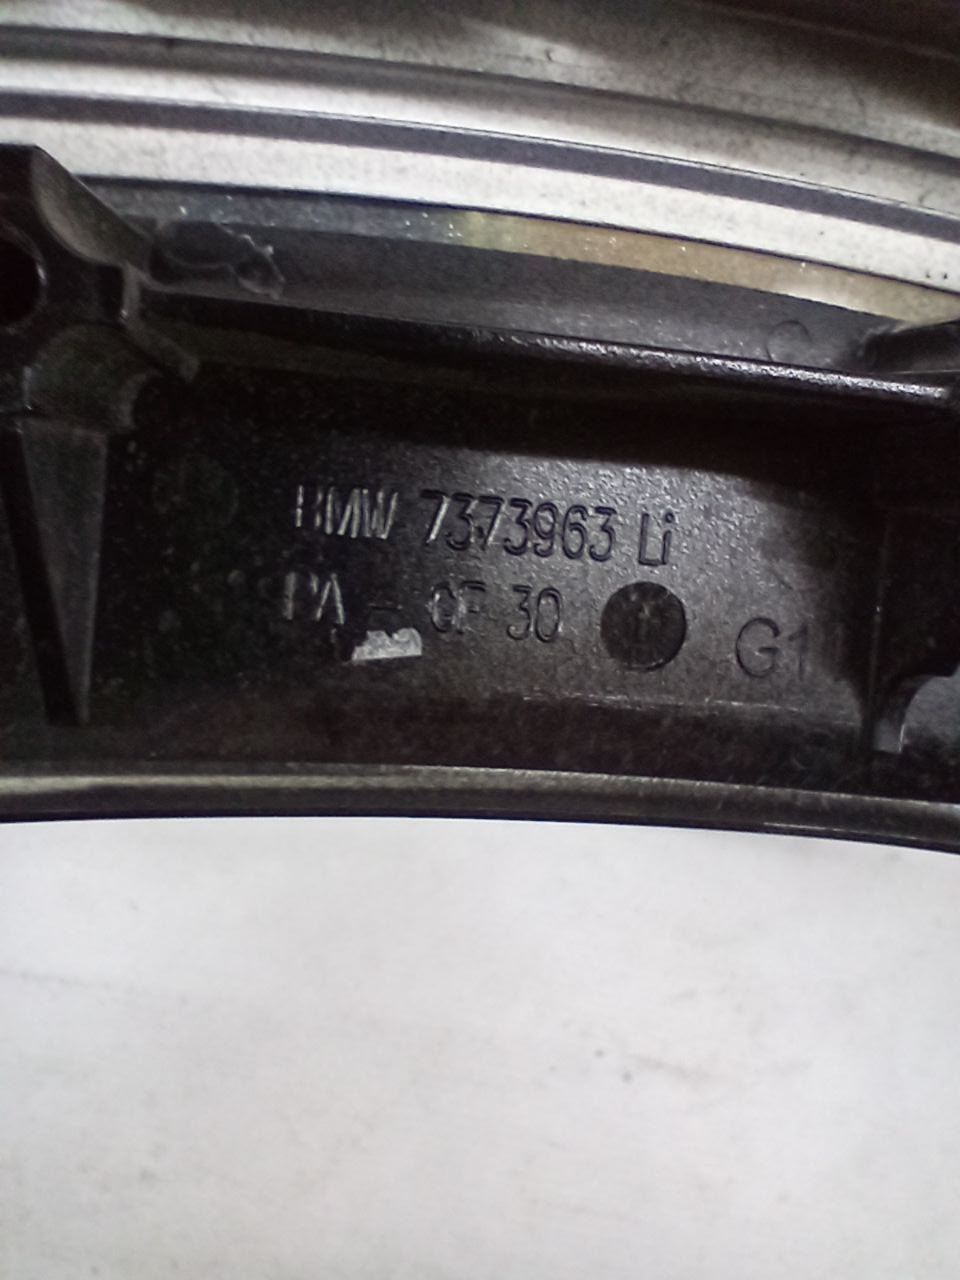 BMW 7373963 Li
PA - GF 30 G1